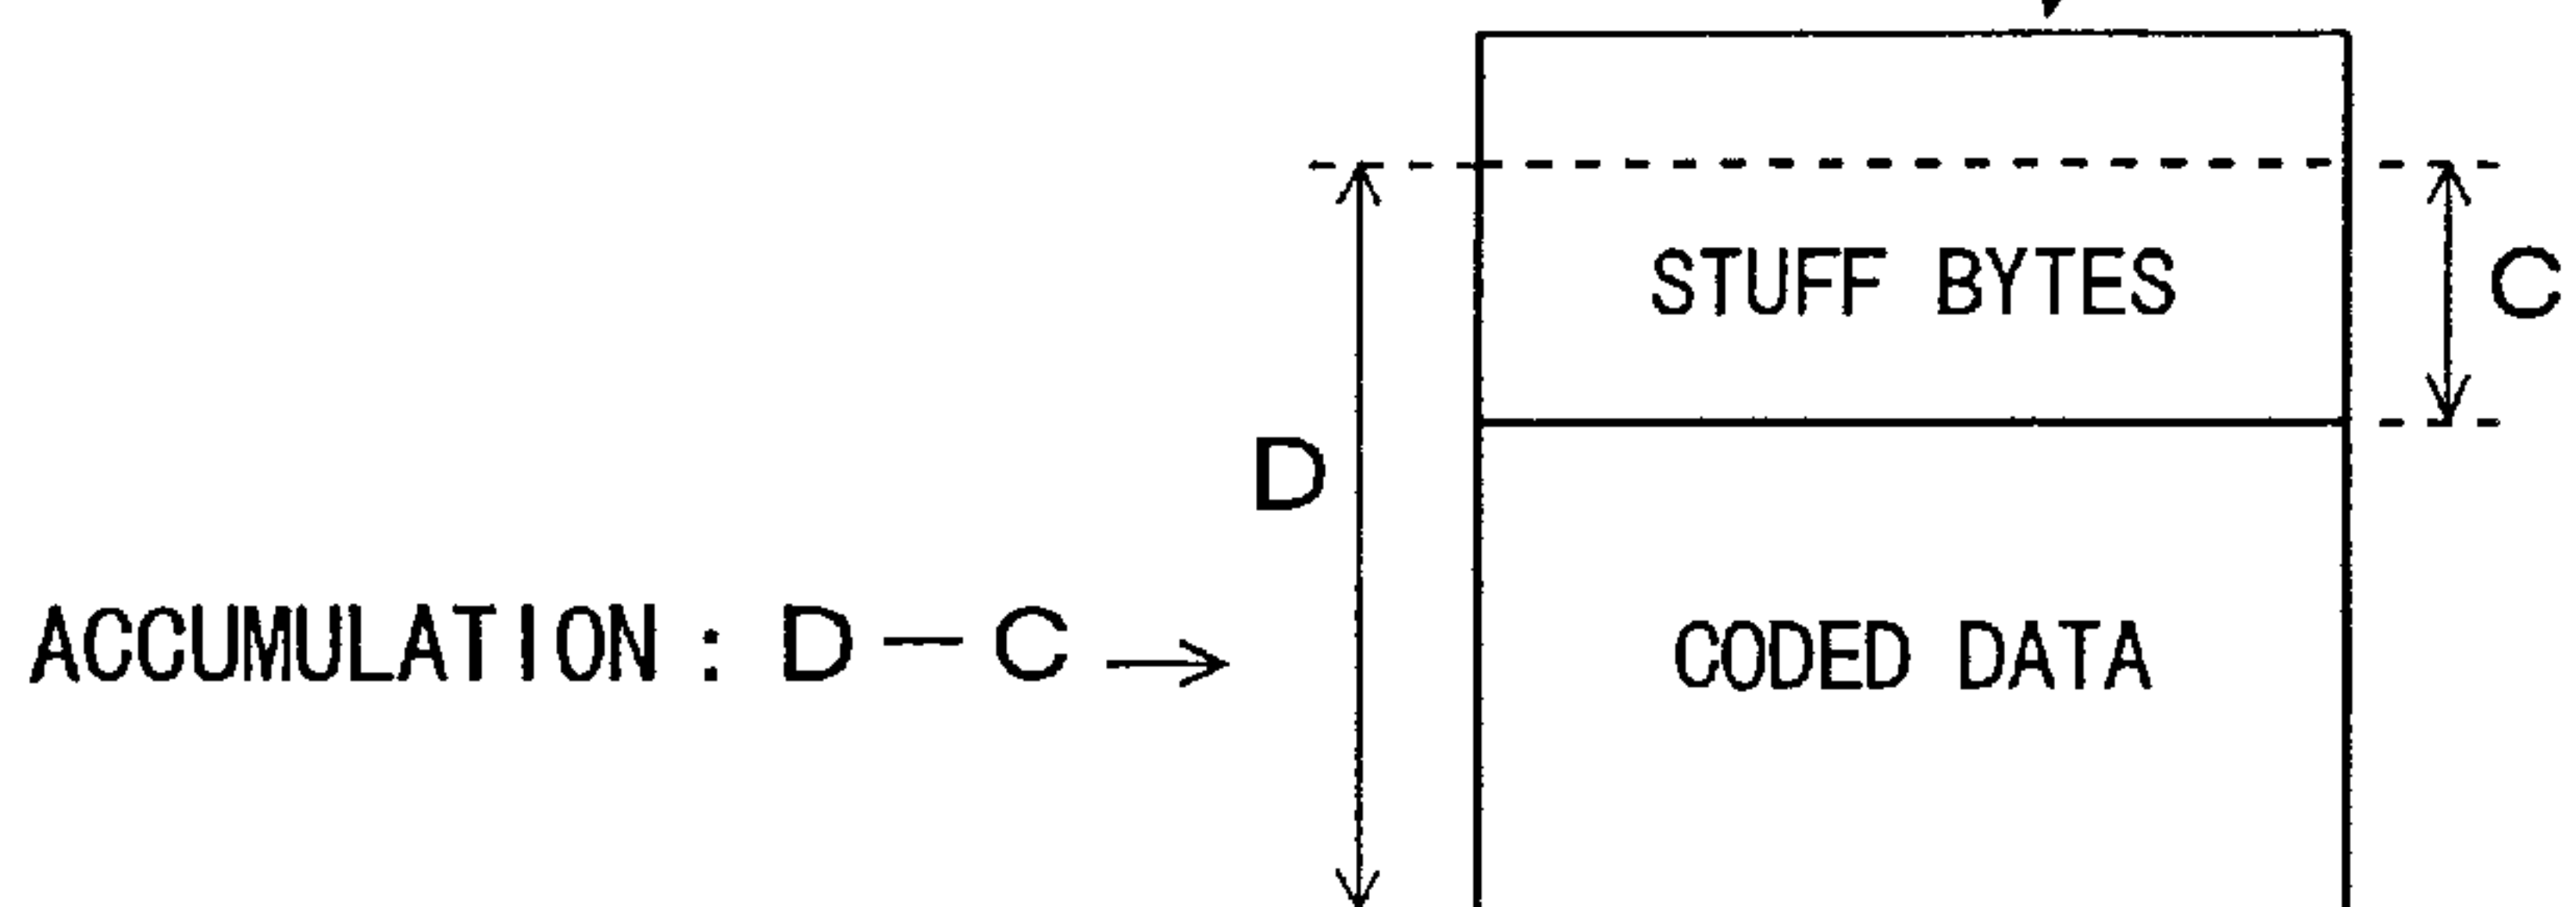 STUFF BYTES
C
D
ACCUMULATION : D - C →
CODED DATA